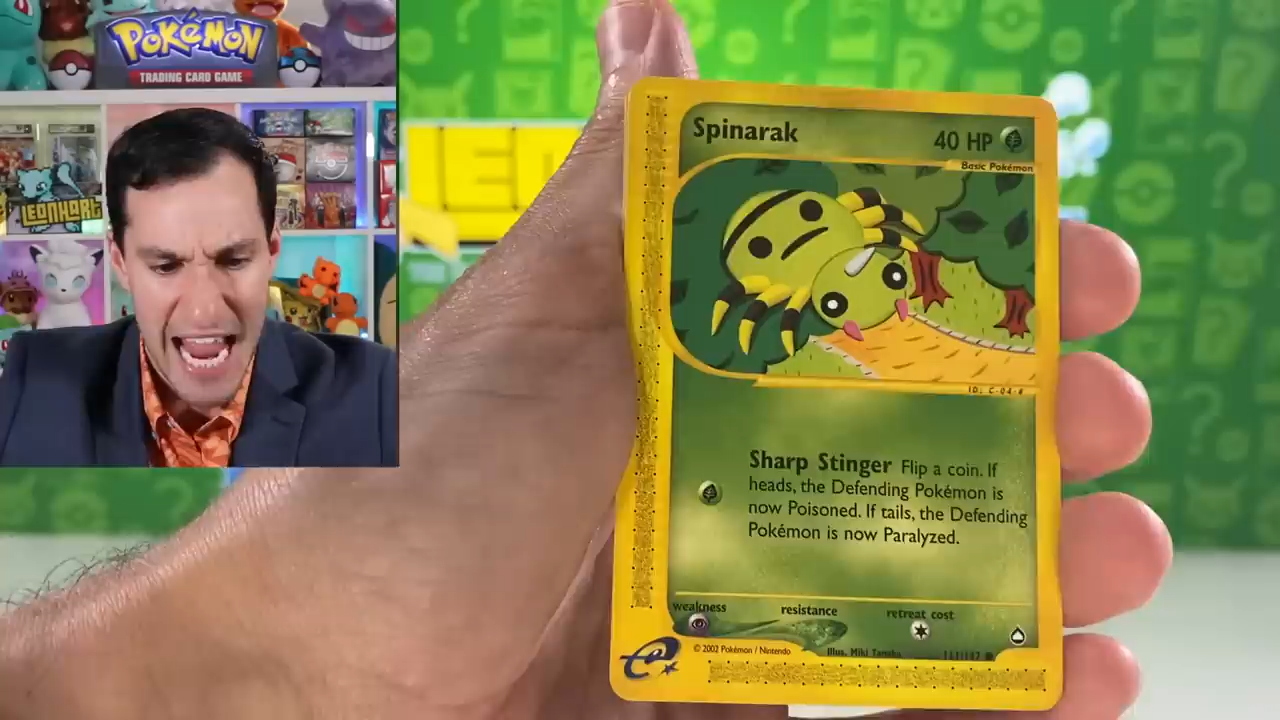 POKéMON
TRADING CARD GAME
LEONHART
Spinarak
40 HP
Basic Pokémon
ID: C-04-#
Sharp Stinger Flip a coin. If
heads, the Defending Pokémon is
now Poisoned. If tails, the Defending
Pokémon is now Paralyzed.
weakness
resistance
retreat cost
© 2002 Pokémon / Nintendo
Illus. Miki Tanaka
e